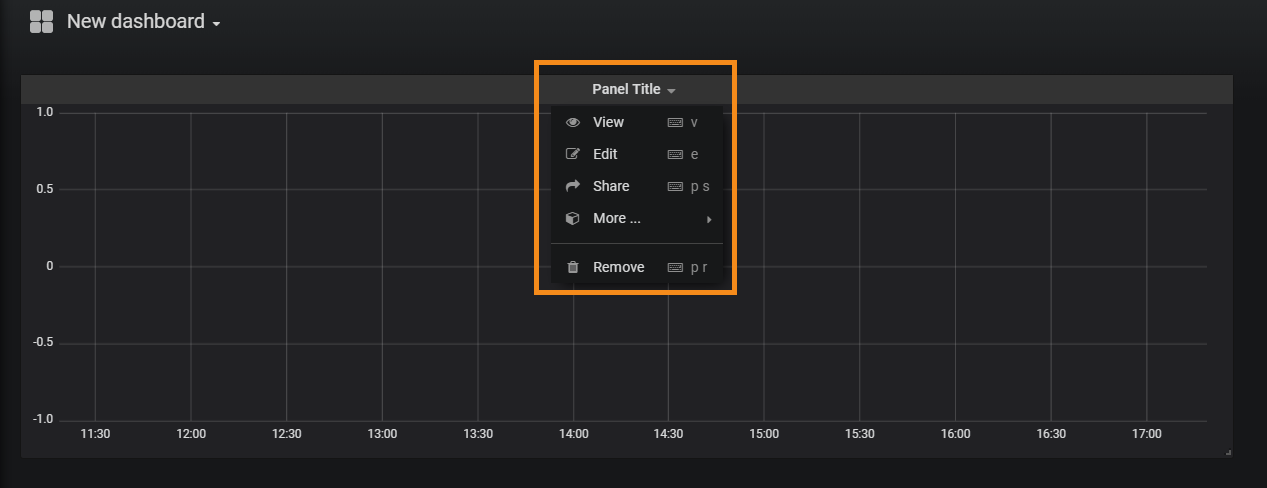 New dashboard
Panel Title
View v
Edit e
Share p s
More ...
Remove p r
1.0
0.5
0
-0.5
-1.0
11:30 12:00 12:30 13:00 13:30 14:00 14:30 15:00 15:30 16:00 16:30 17:00